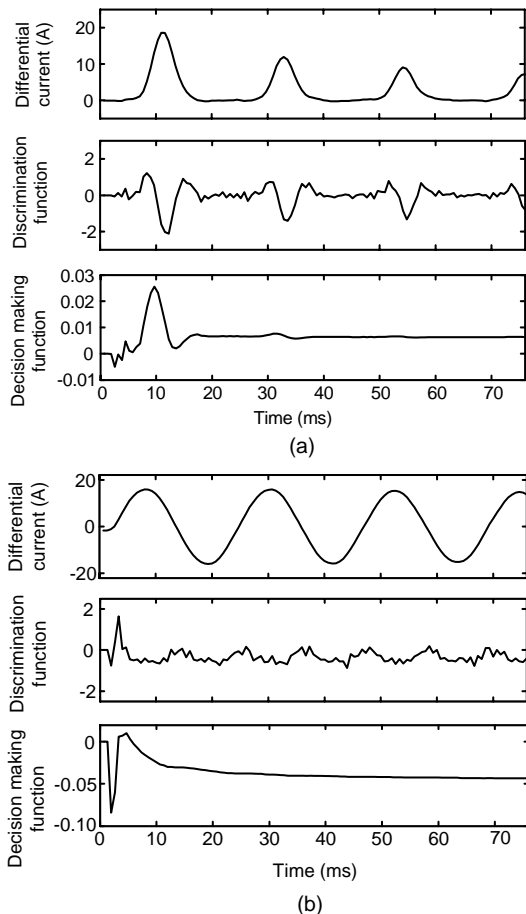 Differential
current (A)
20
10
0
Discrimination
function
2
0
-2
Decision making
function
0.03
0.02
0.01
0
-0.01
0 10 20 30 40 50 60 70
Time (ms)
(a)
Differential
current (A)
20
0
-20
Discrimination
function
2
0
-2
Decision making
function
0
-0.05
-0.10
0 10 20 30 40 50 60 70
Time (ms)
(b)